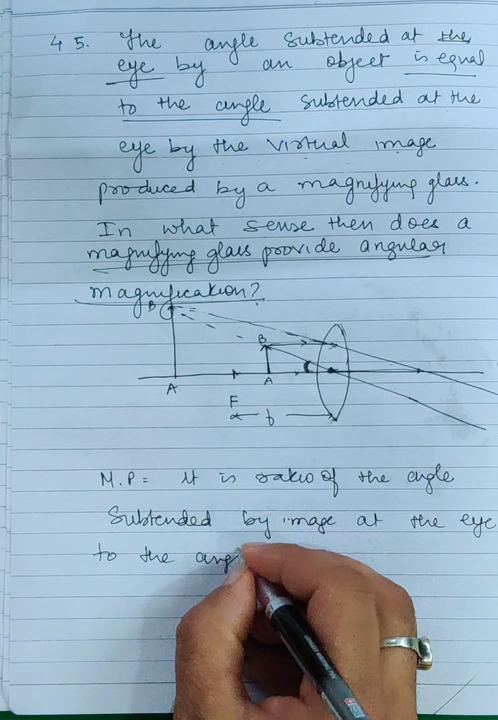 45. The angle subtended at the
eye by an object is equal
to the angle subtended at the
eye by the virtual image
produced by a magnifying glass.
In what sense then does a
magnifying glass provide angular
magnification?
B'
B
A
A
F
f
M.P = It is ratio of the angle
Subtended by image at the eye
to the ang